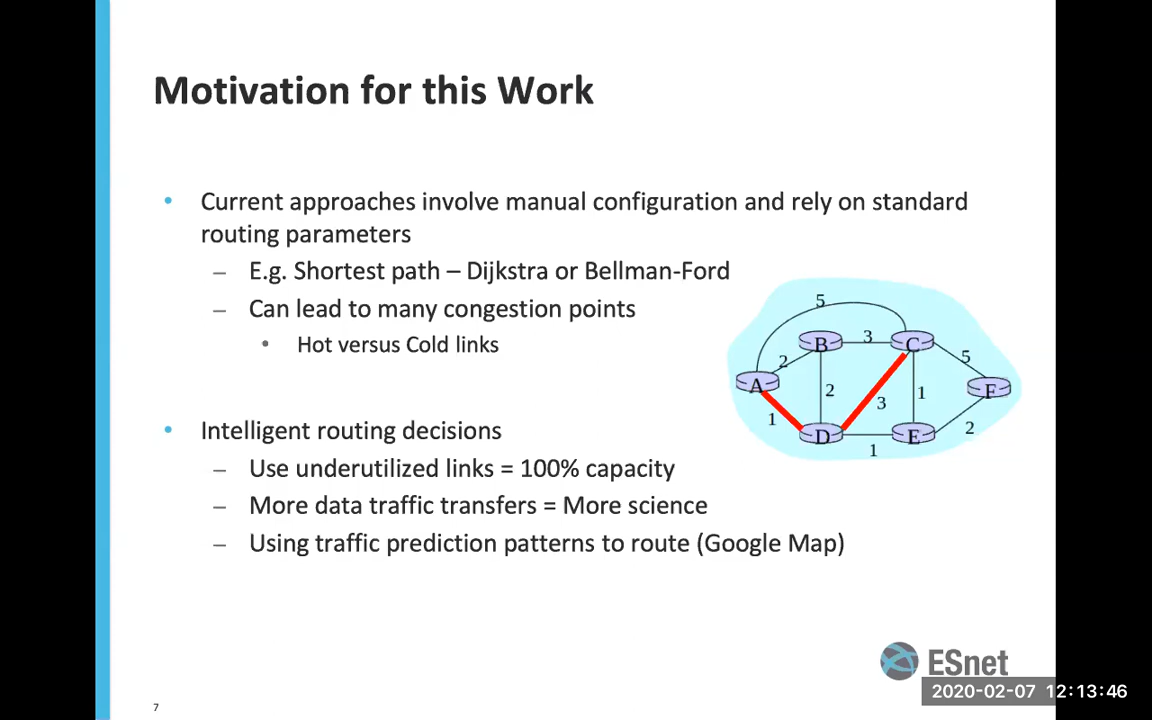 Motivation for this Work
• Current approaches involve manual configuration and rely on standard
routing parameters
– E.g. Shortest path – Dijkstra or Bellman-Ford
– Can lead to many congestion points
• Hot versus Cold links
• Intelligent routing decisions
– Use underutilized links = 100% capacity
– More data traffic transfers = More science
– Using traffic prediction patterns to route (Google Map)
5
B 3 C
2 5
A 2 3 1 F
1 2
D E
1
ESnet
2020-02-07 12:13:46
7